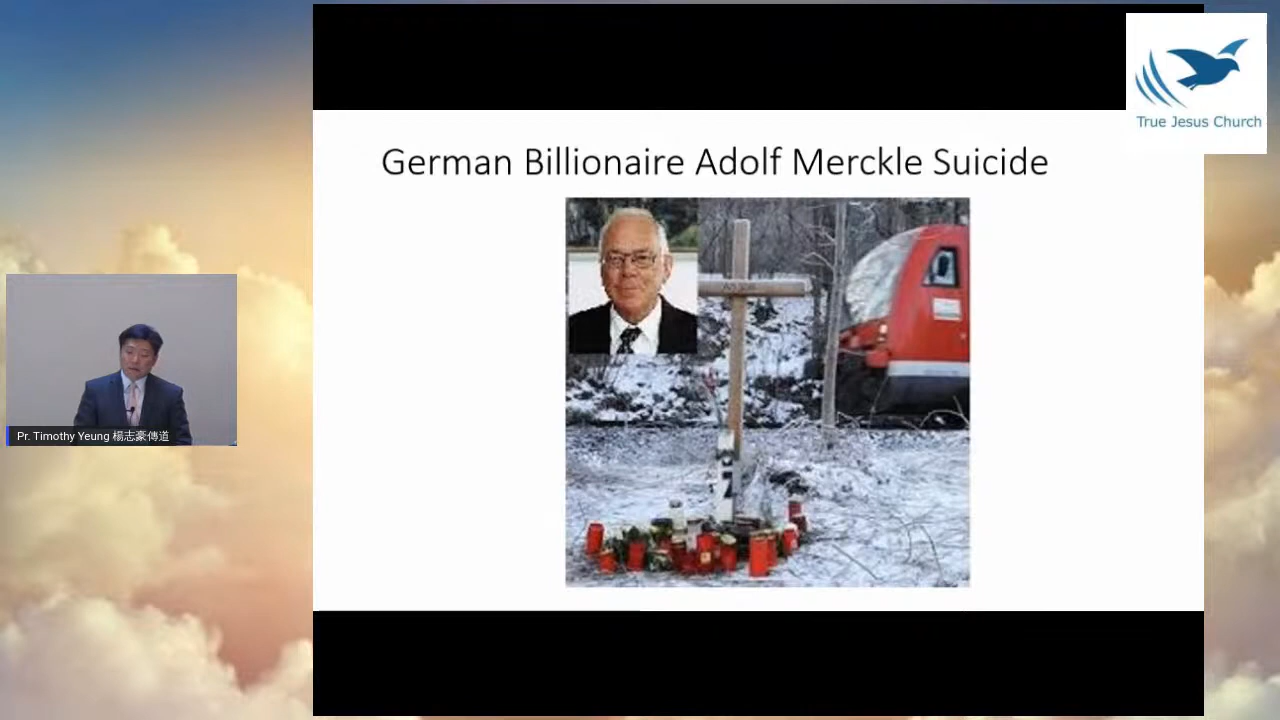 True Jesus Church
German Billionaire Adolf Merckle Suicide
Pr. Timothy Yeung 楊志豪傳道